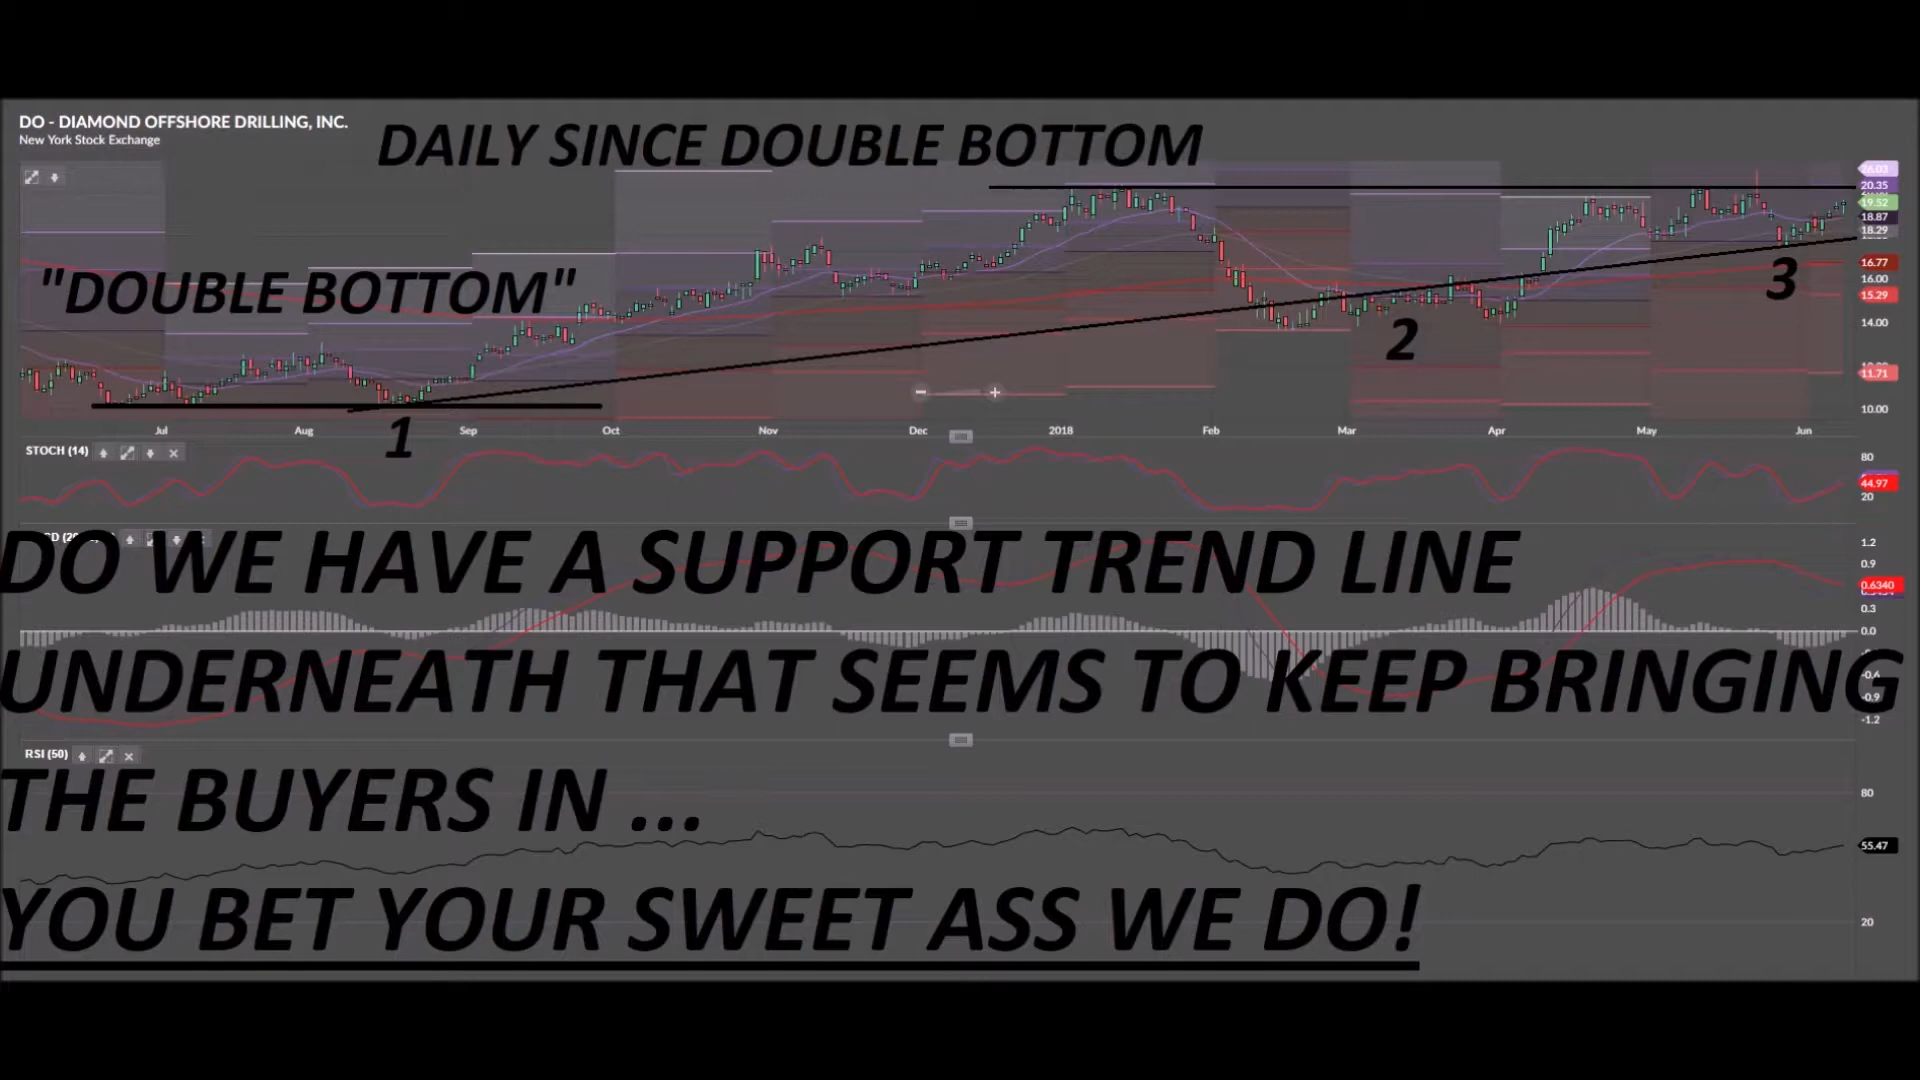 DO - DIAMOND OFFSHORE DRILLING, INC.
New York Stock Exchange
DAILY SINCE DOUBLE BOTTOM
"DOUBLE BOTTOM"
26.03
20.35
19.52
18.87
18.29
16.77
16.00
15.29
14.00
11.71
10.00
1
2
3
Jul Aug Sep Oct Nov Dec 2018 Feb Mar Apr May Jun
STOCH (14)
80
44.97
20
DO WE HAVE A SUPPORT TREND LINE
UNDERNEATH THAT SEEMS TO KEEP BRINGING
THE BUYERS IN ...
YOU BET YOUR SWEET ASS WE DO!
1.2
0.9
0.6340
0.3
0.0
-0.6
-0.9
-1.2
RSI (50)
80
55.47
20